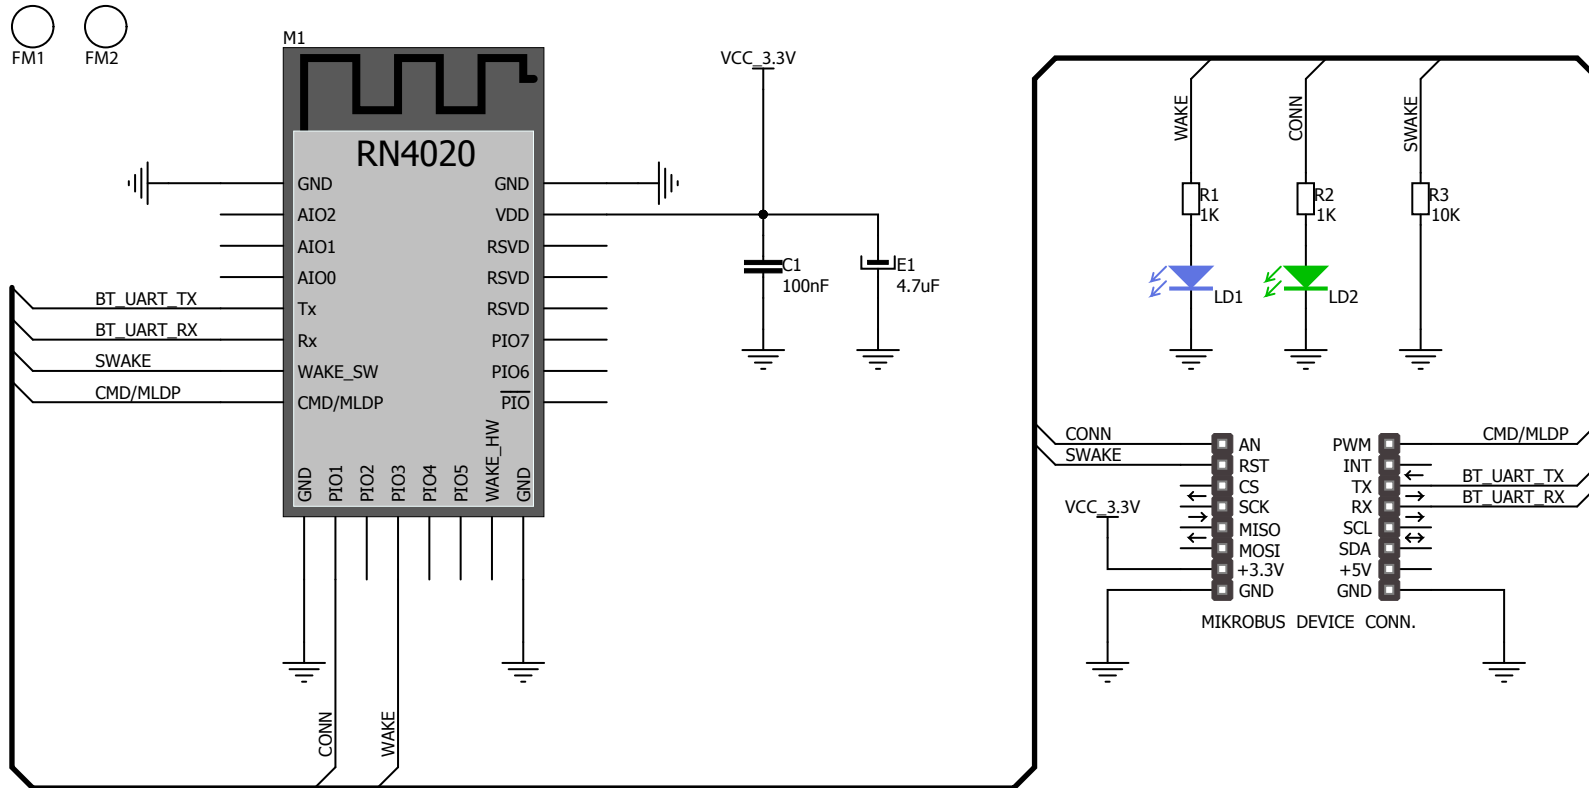 FM1
FM2
M1
RN4020
GND
AIO2
AIO1
AIO0
Tx
Rx
WAKE_SW
CMD/MLDP
GND
VDD
RSVD
RSVD
RSVD
PIO7
PIO6
PIO
GND
PIO1
PIO2
PIO3
PIO4
PIO5
WAKE_HW
GND
BT_UART_TX
BT_UART_RX
SWAKE
CMD/MLDP
CONN
WAKE
VCC_3.3V
C1
100nF
E1
4.7uF
WAKE
CONN
SWAKE
R1
1K
R2
1K
R3
10K
LD1
LD2
CONN
SWAKE
VCC_3.3V
AN
RST
CS
SCK
MISO
MOSI
+3.3V
GND
PWM
INT
TX
RX
SCL
SDA
+5V
GND
CMD/MLDP
BT_UART_TX
BT_UART_RX
MIKROBUS DEVICE CONN.